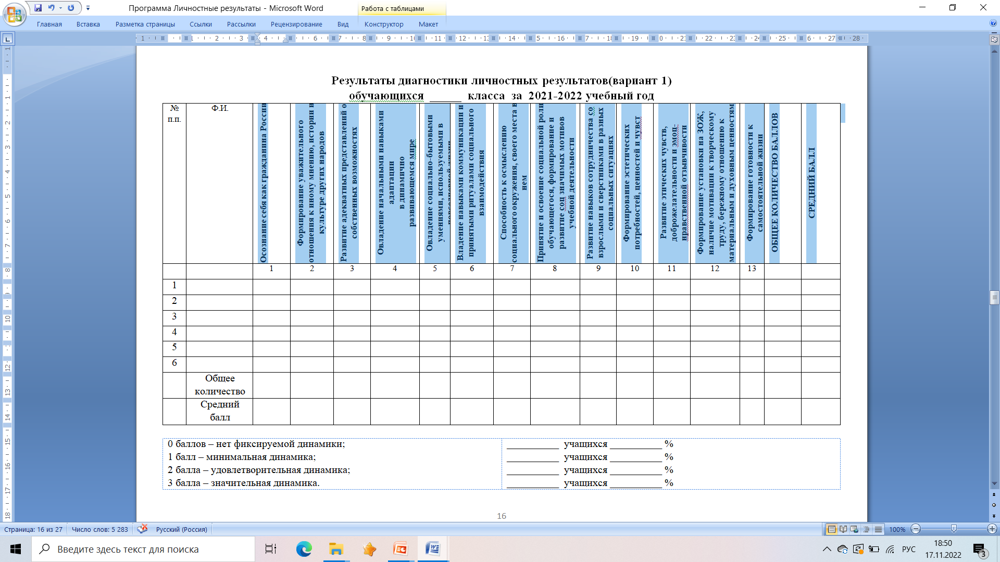 Программа Личностные результаты - Microsoft Word
Работа с таблицами
Главная Вставка Разметка страницы Ссылки Рассылки Рецензирование Вид Конструктор Макет
Результаты диагностики личностных результатов(вариант 1)
обучающихся ______ класса за 2021-2022 учебный год
№
п.п.
Ф.И.
Осознание себя как гражданина России
Формирование уважительного
отношения к иному мнению, истории и
культуре других народов
Развитие адекватных представлений о
собственных возможностях
Овладение начальными навыками
адаптации
в динамично
развивающемся мире
Овладение социально-бытовыми
умениями, используемыми в
Владение навыками коммуникации и
принятыми ритуалами социального
взаимодействия
Способность к осмыслению
социального окружения, своего места в
нем
Принятие и освоение социальной роли
обучающегося, формирование и
развитие соц значимых мотивов
учебной деятельности
Развитие навыков сотрудничества со
взрослыми и сверстниками в разных
социальных ситуациях
Формирование эстетических
потребностей, ценностей и чувст
Развитие этических чувств,
доброжелательности и эмоц-
нравственной отзывчивости
Формирование установки на ЗОЖ,
наличие мотивации к творческому
труду, бережному отношению к
материальным и духовным ценностям
Формирование готовности к
самостоятельной жизни
ОБЩЕЕ КОЛИЧЕСТВО БАЛЛОВ
СРЕДНИЙ БАЛЛ
1 2 3 4 5 6 7 8 9 10 11 12 13
1
2
3
4
5
6
Общее
количество
Средний
балл
0 баллов – нет фиксируемой динамики; __________ учащихся __________ %
1 балл – минимальная динамика; __________ учащихся __________ %
2 балла – удовлетворительная динамика; __________ учащихся __________ %
3 балла – значительная динамика. __________ учащихся __________ %
16
Страница: 16 из 27 Число слов: 5 283 Русский (Россия) 100%
Введите здесь текст для поиска
РУС
18:50
17.11.2022
3